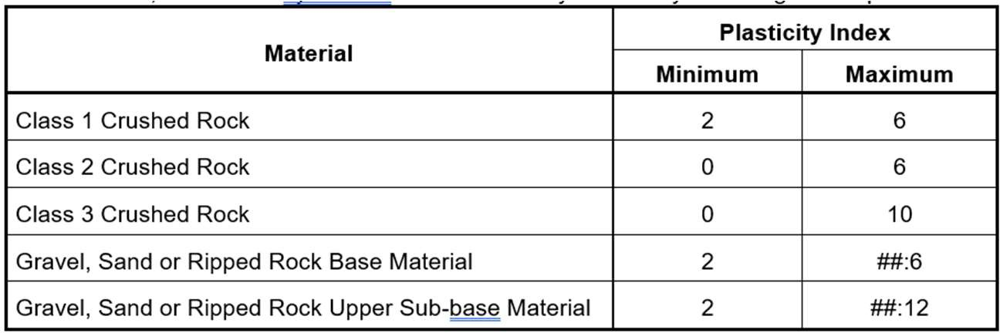 Material
Plasticity Index
Minimum Maximum
Class 1 Crushed Rock 2 6
Class 2 Crushed Rock 0 6
Class 3 Crushed Rock 0 10
Gravel, Sand or Ripped Rock Base Material 2 ##:6
Gravel, Sand or Ripped Rock Upper Sub-base Material 2 ##:12